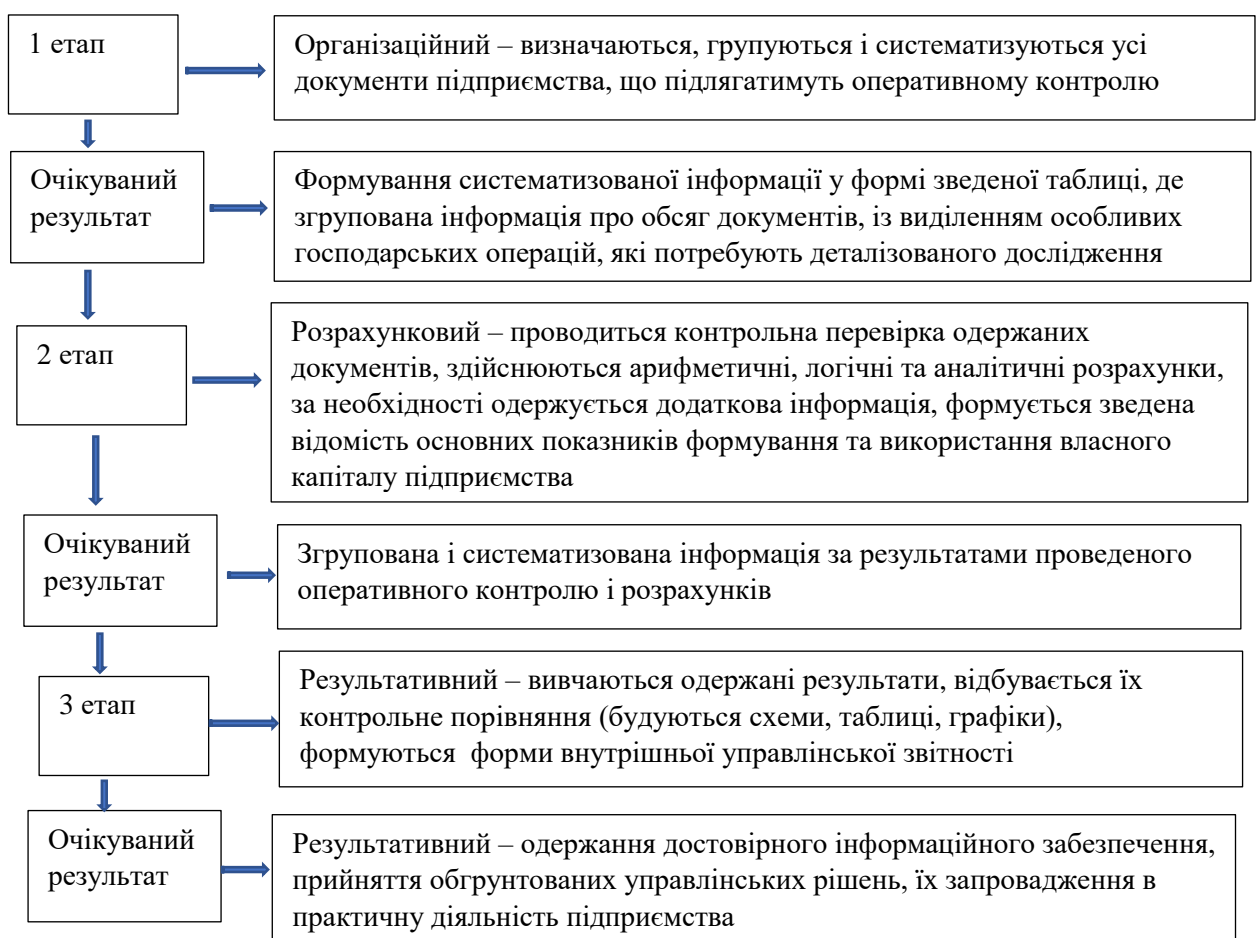 1 етап
Організаційний – визначаються, групуються і систематизуються усі
документи підприємства, що підлягатимуть оперативному контролю
Очікуваний
результат
Формування систематизованої інформації у формі зведеної таблиці, де
згрупована інформація про обсяг документів, із виділенням особливих
господарських операцій, які потребують деталізованого дослідження
2 етап
Розрахунковий – проводиться контрольна перевірка одержаних
документів, здійснюються арифметичні, логічні та аналітичні розрахунки,
за необхідності одержується додаткова інформація, формується зведена
відомість основних показників формування та використання власного
капіталу підприємства
Очікуваний
результат
Згрупована і систематизована інформація за результатами проведеного
оперативного контролю і розрахунків
3 етап
Результативний – вивчаються одержані результати, відбувається їх
контрольне порівняння (будуються схеми, таблиці, графіки),
формуються форми внутрішньої управлінської звітності
Очікуваний
результат
Результативний – одержання достовірного інформаційного забезпечення,
прийняття обгрунтованих управлінських рішень, їх запровадження в
практичну діяльність підприємства